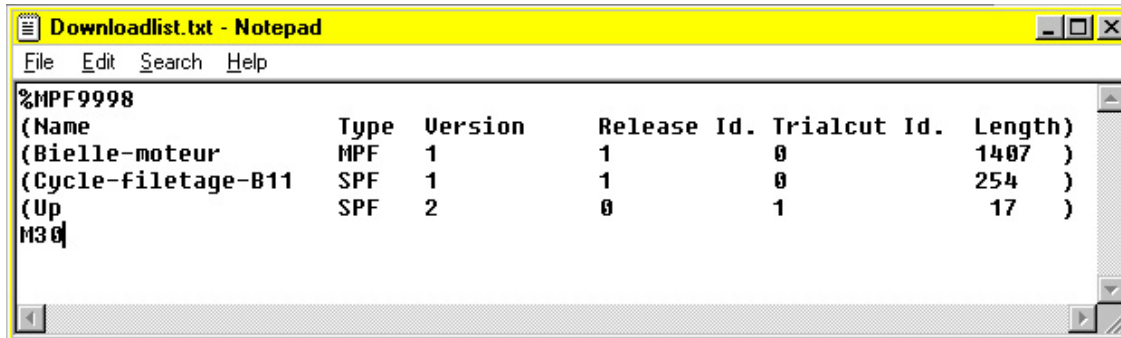 Downloadlist.txt - Notepad
File Edit Search Help
%MPF9998
(Name Type Version Release Id. Trialcut Id. Length)
(Bielle-moteur MPF 1 1 0 1407 )
(Cycle-filetage-B11 SPF 1 1 0 254 )
(Up SPF 2 0 1 17 )
M30